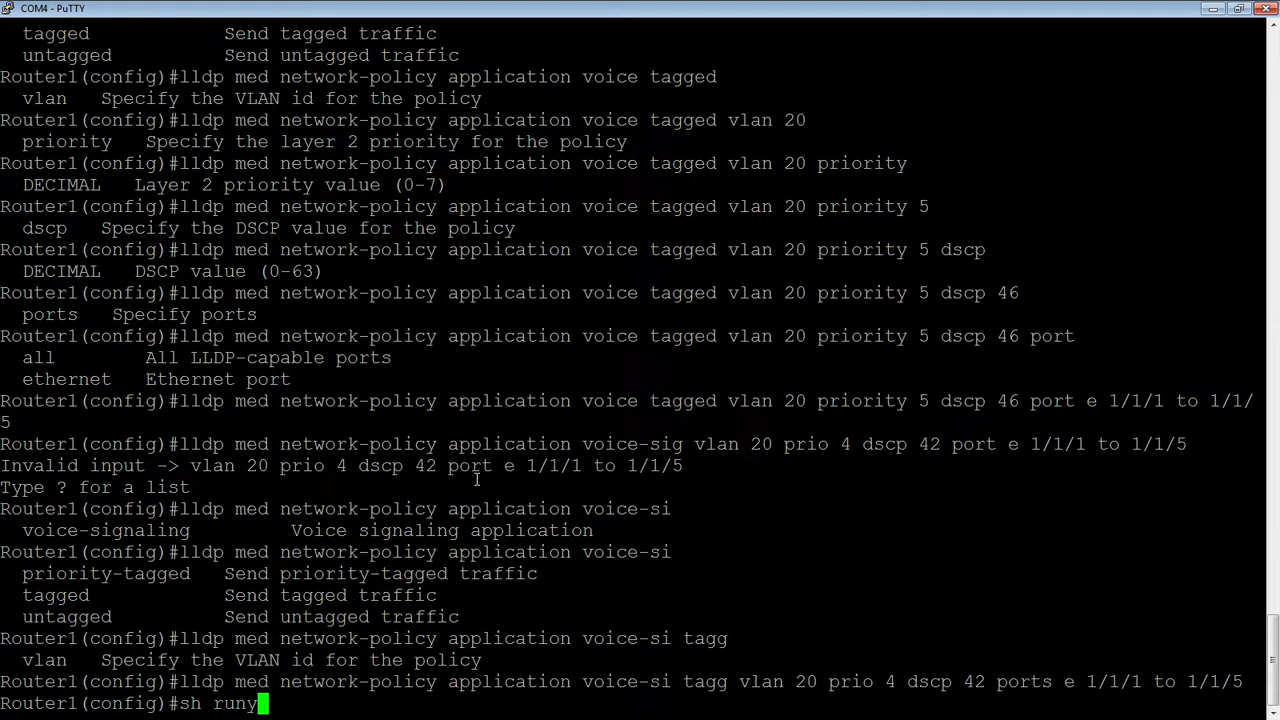 COM4 - PuTTY
tagged Send tagged traffic
untagged Send untagged traffic
Router1(config)#lldp med network-policy application voice tagged
vlan Specify the VLAN id for the policy
Router1(config)#lldp med network-policy application voice tagged vlan 20
priority Specify the layer 2 priority for the policy
Router1(config)#lldp med network-policy application voice tagged vlan 20 priority
DECIMAL Layer 2 priority value (0-7)
Router1(config)#lldp med network-policy application voice tagged vlan 20 priority 5
dscp Specify the DSCP value for the policy
Router1(config)#lldp med network-policy application voice tagged vlan 20 priority 5 dscp
DECIMAL DSCP value (0-63)
Router1(config)#lldp med network-policy application voice tagged vlan 20 priority 5 dscp 46
ports Specify ports
Router1(config)#lldp med network-policy application voice tagged vlan 20 priority 5 dscp 46 port
all All LLDP-capable ports
ethernet Ethernet port
Router1(config)#lldp med network-policy application voice tagged vlan 20 priority 5 dscp 46 port e 1/1/1 to 1/1/
5
Router1(config)#lldp med network-policy application voice-sig vlan 20 prio 4 dscp 42 port e 1/1/1 to 1/1/5
Invalid input -> vlan 20 prio 4 dscp 42 port e 1/1/1 to 1/1/5
Type ? for a list
Router1(config)#lldp med network-policy application voice-si
voice-signaling Voice signaling application
Router1(config)#lldp med network-policy application voice-si
priority-tagged Send priority-tagged traffic
tagged Send tagged traffic
untagged Send untagged traffic
Router1(config)#lldp med network-policy application voice-si tagg
vlan Specify the VLAN id for the policy
Router1(config)#lldp med network-policy application voice-si tagg vlan 20 prio 4 dscp 42 ports e 1/1/1 to 1/1/5
Router1(config)#sh runy